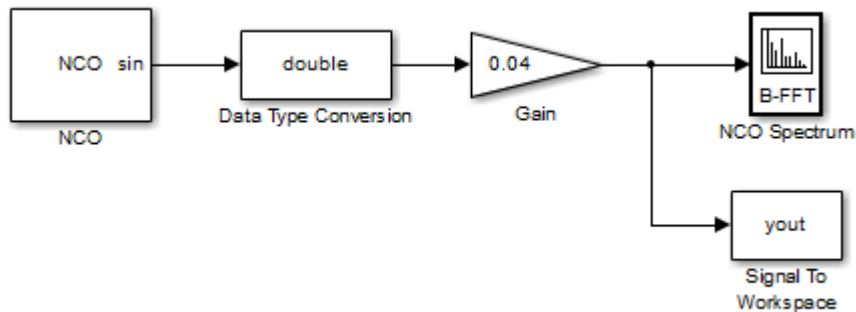 NCO sin
NCO
double
Data Type Conversion
0.04
Gain
B-FFT
NCO Spectrum
yout
Signal To
Workspace